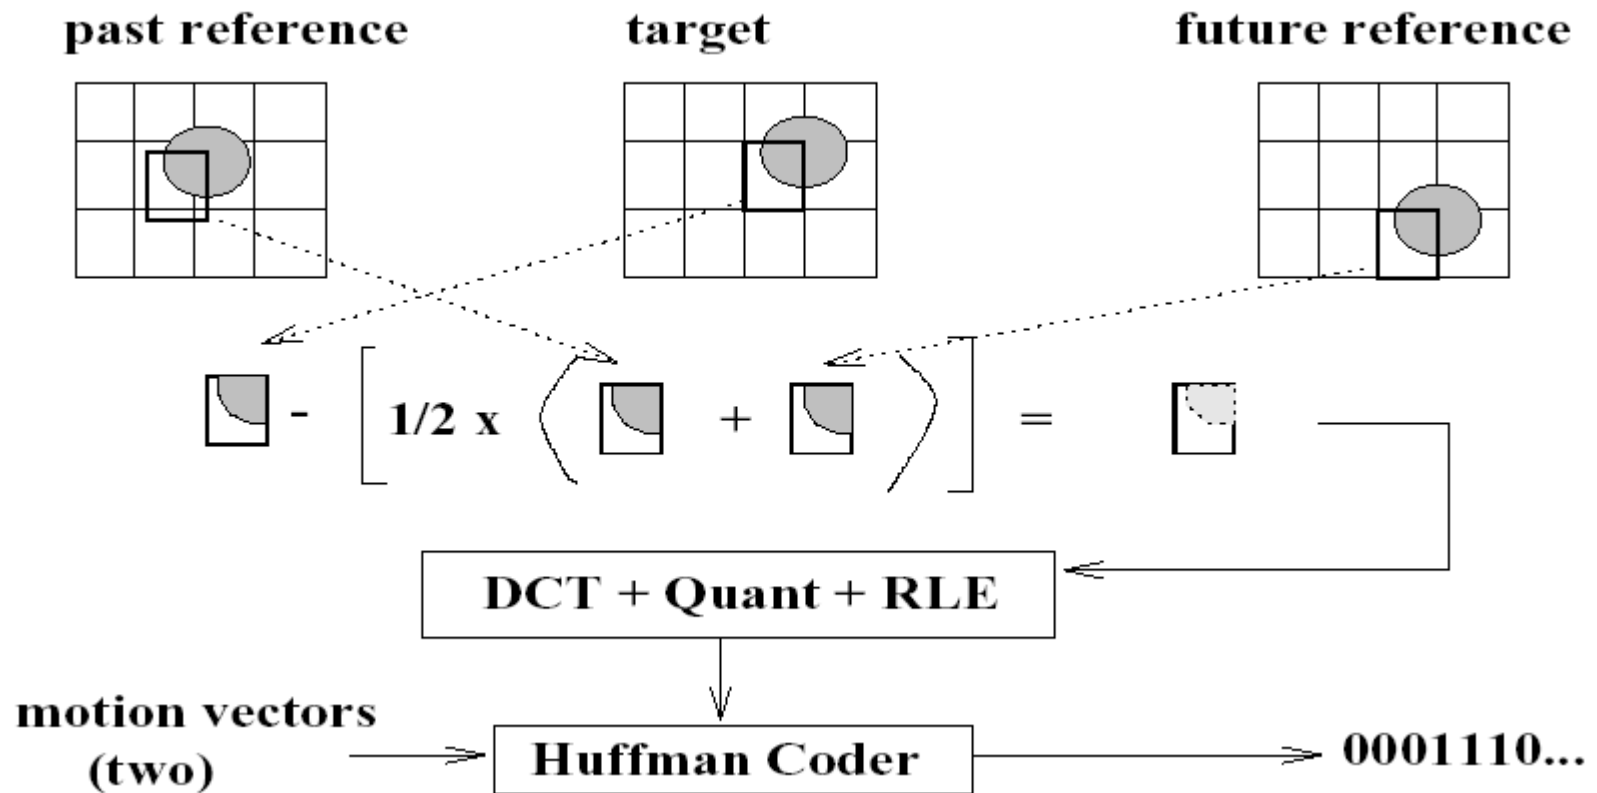 past reference
target
future reference
- [ 1/2 x ( + ) ] =
DCT + Quant + RLE
motion vectors
(two)
Huffman Coder
0001110...